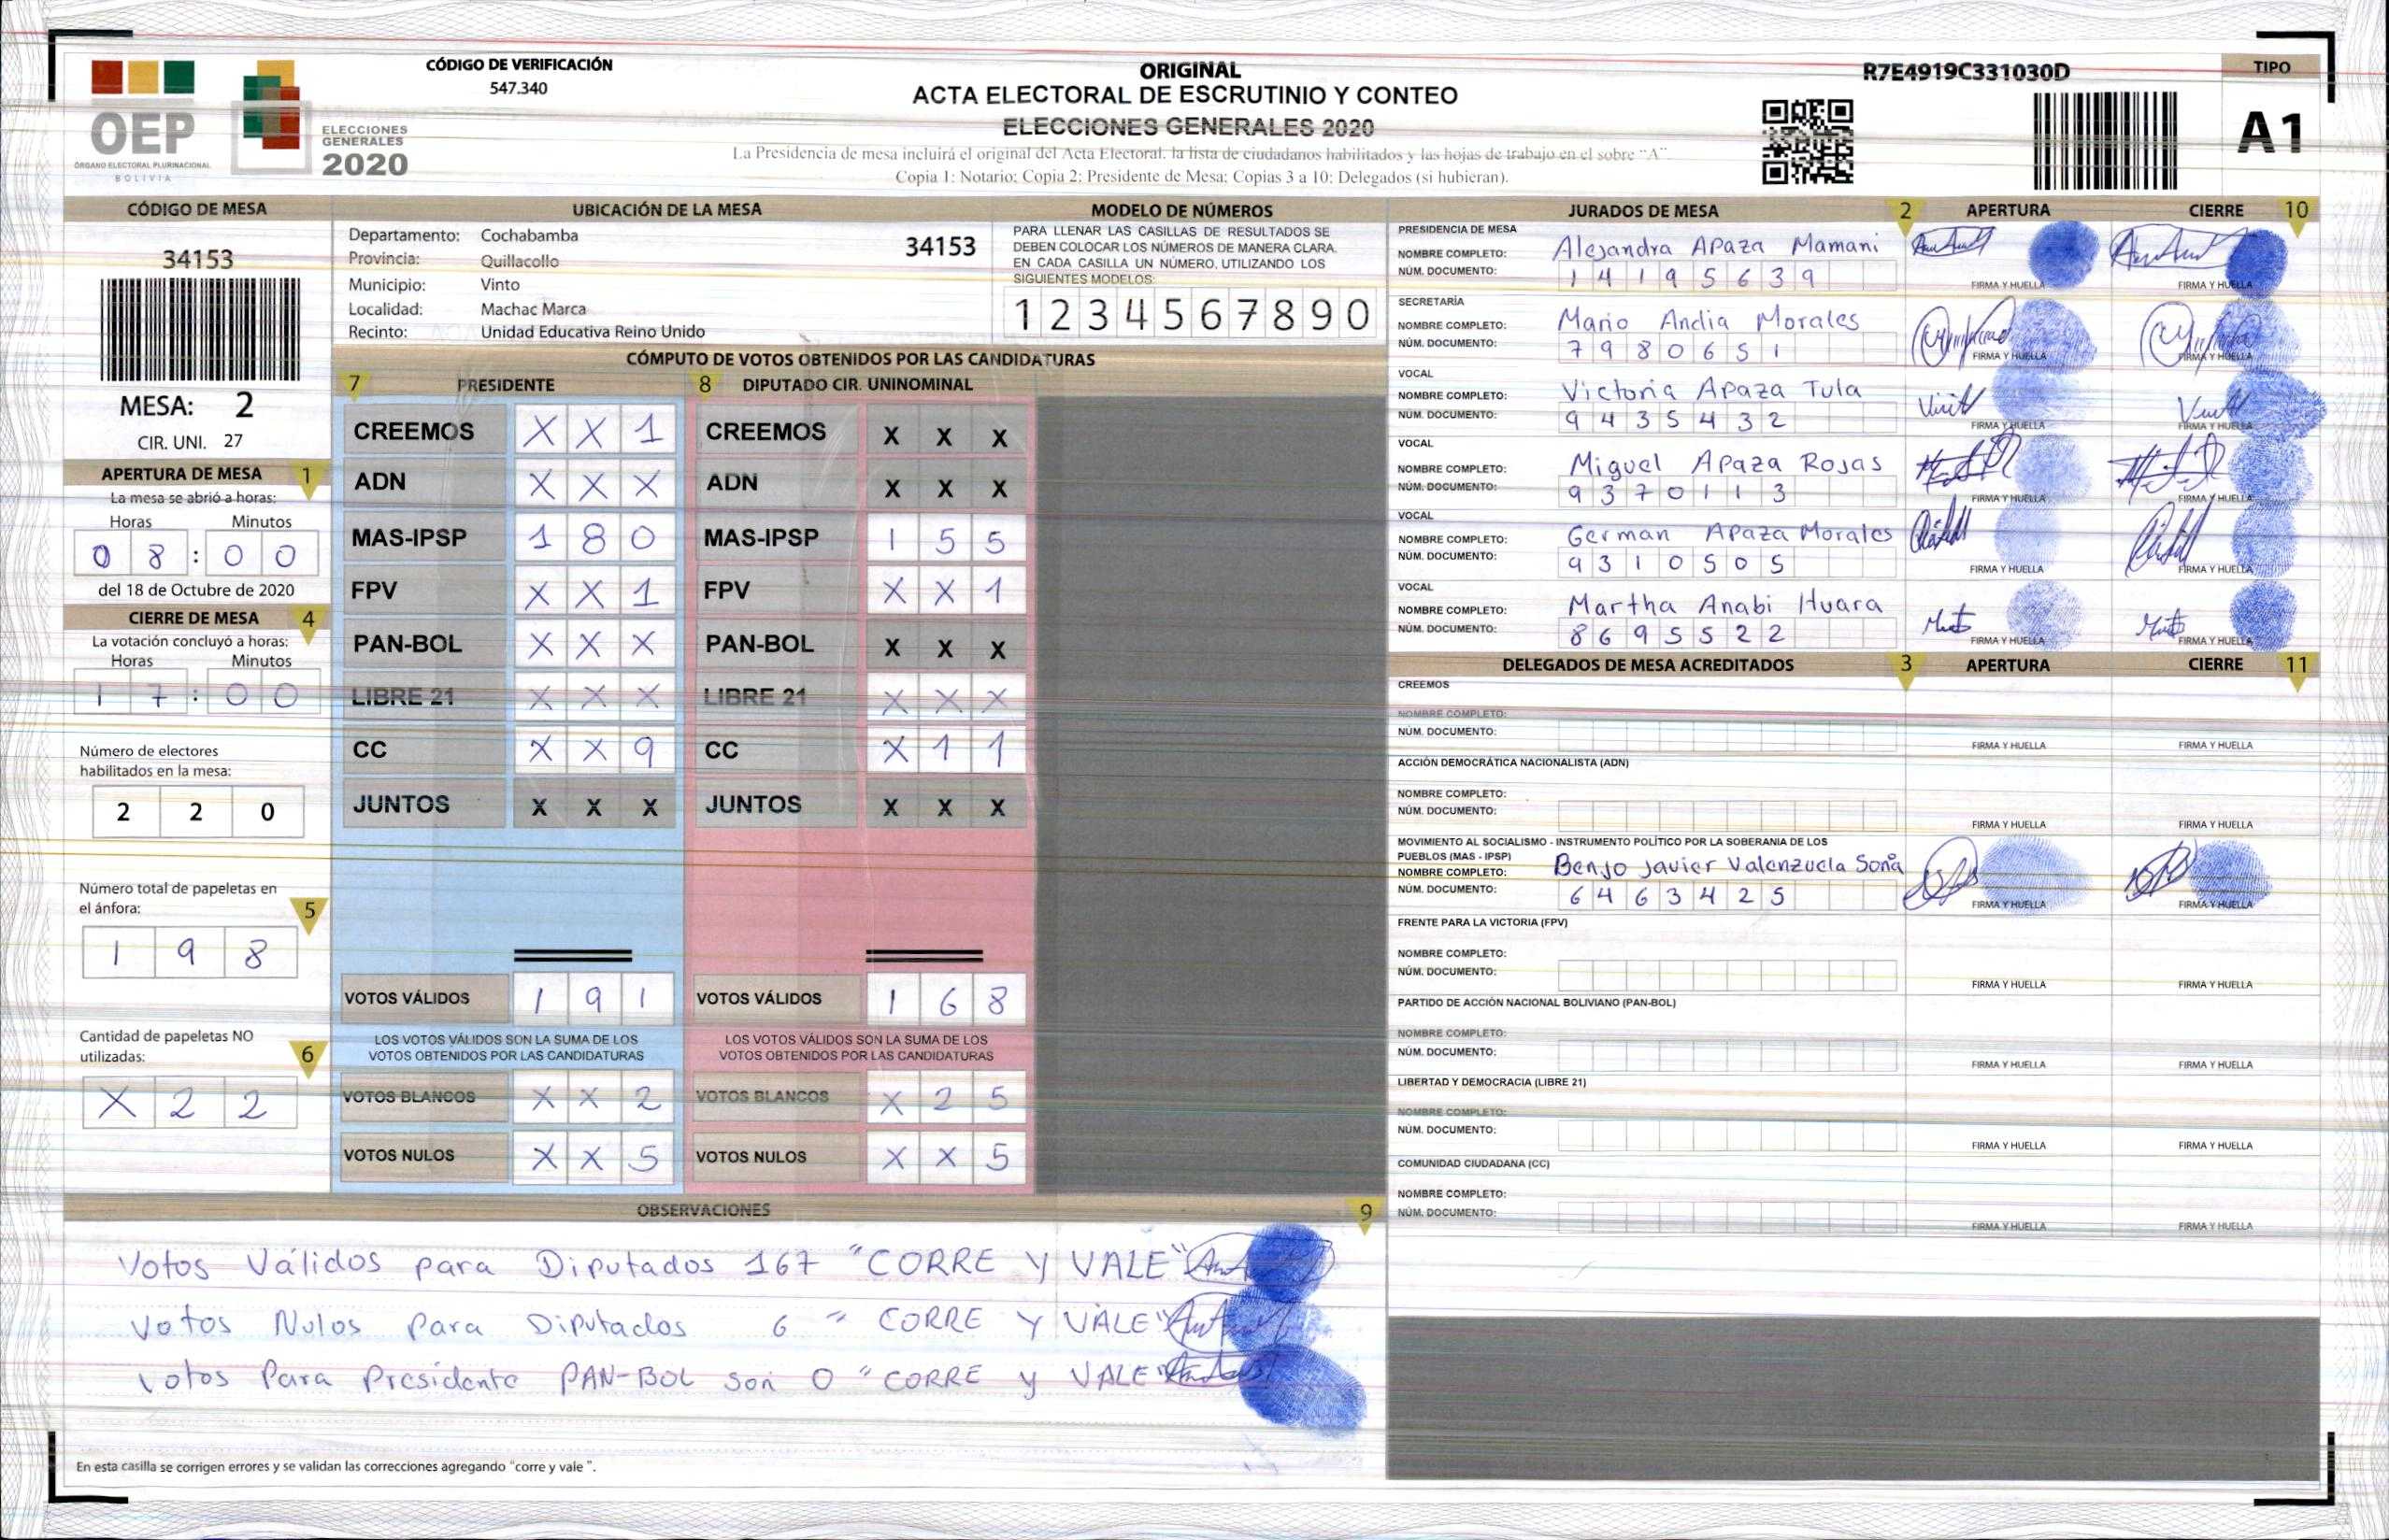 CÓDIGO DE VERIFICACIÓN
547.340
ORIGINAL
ACTA ELECTORAL DE ESCRUTINIO Y CONTEO
ELECCIONES GENERALES 2020
La Presidencia de mesa incluirá el original del Acta Electoral, la lista de ciudadanos habilitados y las hojas de trabajo en el sobre "A".
Copia 1: Notario; Copia 2: Presidente de Mesa; Copias 3 a 10: Delegados (si hubieran).
R7E4919C331030D
TIPO
A1
OEP
ÓRGANO ELECTORAL PLURINACIONAL
BOLIVIA
ELECCIONES
GENERALES
2020
CÓDIGO DE MESA
34153
MESA: 2
CIR. UNI. 27
APERTURA DE MESA 1
La mesa se abrió a horas:
Horas Minutos
0 8 : 0 0
del 18 de Octubre de 2020
CIERRE DE MESA 4
La votación concluyó a horas:
Horas Minutos
1 7 : 0 0
Número de electores
habilitados en la mesa:
2 2 0
Número total de papeletas en
el ánfora: 5
1 9 8
Cantidad de papeletas NO
utilizadas: 6
X 2 2
UBICACIÓN DE LA MESA
Departamento: Cochabamba
34153
Provincia: Quillacollo
Municipio: Vinto
Localidad: Machac Marca
Recinto: Unidad Educativa Reino Unido
MODELO DE NÚMEROS
PARA LLENAR LAS CASILLAS DE RESULTADOS SE
DEBEN COLOCAR LOS NÚMEROS DE MANERA CLARA.
EN CADA CASILLA UN NÚMERO, UTILIZANDO LOS
SIGUIENTES MODELOS:
1 2 3 4 5 6 7 8 9 0
CÓMPUTO DE VOTOS OBTENIDOS POR LAS CANDIDATURAS
7 PRESIDENTE 8 DIPUTADO CIR. UNINOMINAL
CREEMOS X X 1 CREEMOS X X X
ADN X X X ADN X X X
MAS-IPSP 1 8 0 MAS-IPSP 1 5 5
FPV X X 1 FPV X X 1
PAN-BOL X X X PAN-BOL X X X
LIBRE 21 X X X LIBRE 21 X X X
CC X X 9 CC X 1 1
JUNTOS X X X JUNTOS X X X
VOTOS VÁLIDOS 1 9 1 VOTOS VÁLIDOS 1 6 8
LOS VOTOS VÁLIDOS SON LA SUMA DE LOS LOS VOTOS VÁLIDOS SON LA SUMA DE LOS
VOTOS OBTENIDOS POR LAS CANDIDATURAS VOTOS OBTENIDOS POR LAS CANDIDATURAS
VOTOS BLANCOS X X 2 VOTOS BLANCOS X 2 5
VOTOS NULOS X X 5 VOTOS NULOS X X 5
OBSERVACIONES 9
Votos Válidos para Diputados 167 "CORRE Y VALE"
Votos Nulos Para Diputados 6 " CORRE Y VALE"
Votos Para Presidente PAN-BOL son 0 "CORRE y VALE"
En esta casilla se corrigen errores y se validan las correcciones agregando "corre y vale ".
JURADOS DE MESA 2 APERTURA CIERRE 10
PRESIDENCIA DE MESA
NOMBRE COMPLETO: Alejandra Apaza Mamani
NÚM. DOCUMENTO: 1 4 1 9 5 6 3 9
FIRMA Y HUELLA FIRMA Y HUELLA
SECRETARÍA
NOMBRE COMPLETO: Mario Andia Morales
NÚM. DOCUMENTO: 7 9 8 0 6 5 1
FIRMA Y HUELLA FIRMA Y HUELLA
VOCAL
NOMBRE COMPLETO: Victoria Apaza Tula
NÚM. DOCUMENTO: 9 4 3 5 4 3 2
FIRMA Y HUELLA FIRMA Y HUELLA
VOCAL
NOMBRE COMPLETO: Miguel Apaza Rojas
NÚM. DOCUMENTO: 9 3 7 0 1 1 3
FIRMA Y HUELLA FIRMA Y HUELLA
VOCAL
NOMBRE COMPLETO: German Apaza Morales
NÚM. DOCUMENTO: 9 3 1 0 5 0 5
FIRMA Y HUELLA FIRMA Y HUELLA
VOCAL
NOMBRE COMPLETO: Martha Anabi Huara
NÚM. DOCUMENTO: 8 6 9 5 5 2 2
FIRMA Y HUELLA FIRMA Y HUELLA
DELEGADOS DE MESA ACREDITADOS 3 APERTURA CIERRE 11
CREEMOS
NOMBRE COMPLETO:
NÚM. DOCUMENTO:
FIRMA Y HUELLA FIRMA Y HUELLA
ACCIÓN DEMOCRÁTICA NACIONALISTA (ADN)
NOMBRE COMPLETO:
NÚM. DOCUMENTO:
FIRMA Y HUELLA FIRMA Y HUELLA
MOVIMIENTO AL SOCIALISMO - INSTRUMENTO POLÍTICO POR LA SOBERANIA DE LOS
PUEBLOS (MAS - IPSP)
NOMBRE COMPLETO: Benjo Javier Valenzuela Soria
NÚM. DOCUMENTO: 6 4 6 3 4 2 5
FIRMA Y HUELLA FIRMA Y HUELLA
FRENTE PARA LA VICTORIA (FPV)
NOMBRE COMPLETO:
NÚM. DOCUMENTO:
FIRMA Y HUELLA FIRMA Y HUELLA
PARTIDO DE ACCIÓN NACIONAL BOLIVIANO (PAN-BOL)
NOMBRE COMPLETO:
NÚM. DOCUMENTO:
FIRMA Y HUELLA FIRMA Y HUELLA
LIBERTAD Y DEMOCRACIA (LIBRE 21)
NOMBRE COMPLETO:
NÚM. DOCUMENTO:
FIRMA Y HUELLA FIRMA Y HUELLA
COMUNIDAD CIUDADANA (CC)
NOMBRE COMPLETO:
NÚM. DOCUMENTO:
FIRMA Y HUELLA FIRMA Y HUELLA